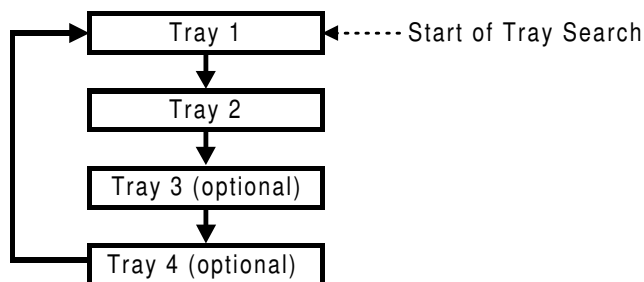 Tray 1
Start of Tray Search
Tray 2
Tray 3 (optional)
Tray 4 (optional)